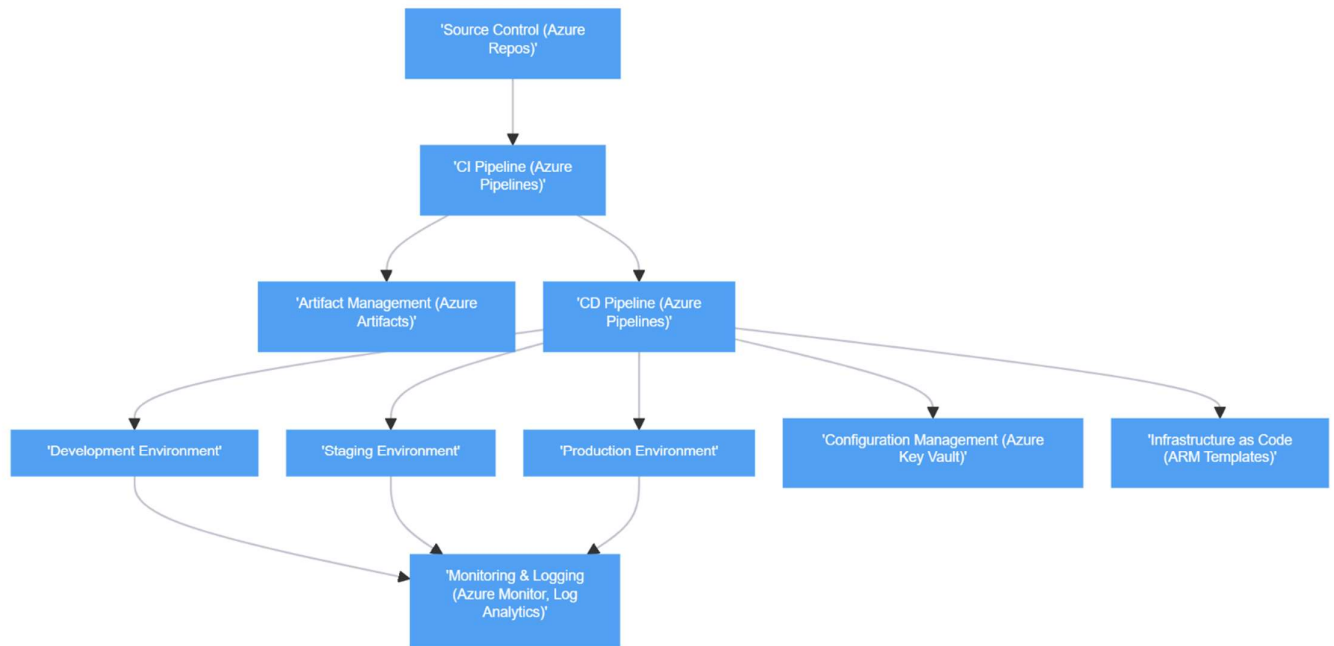 'Source Control (Azure
Repos)'
'CI Pipeline (Azure
Pipelines)'
'Artifact Management (Azure
Artifacts)'
'CD Pipeline (Azure
Pipelines)'
'Development Environment'
'Staging Environment'
'Production Environment'
'Configuration Management (Azure
Key Vault)'
'Infrastructure as Code
(ARM Templates)'
'Monitoring & Logging
(Azure Monitor, Log
Analytics)'